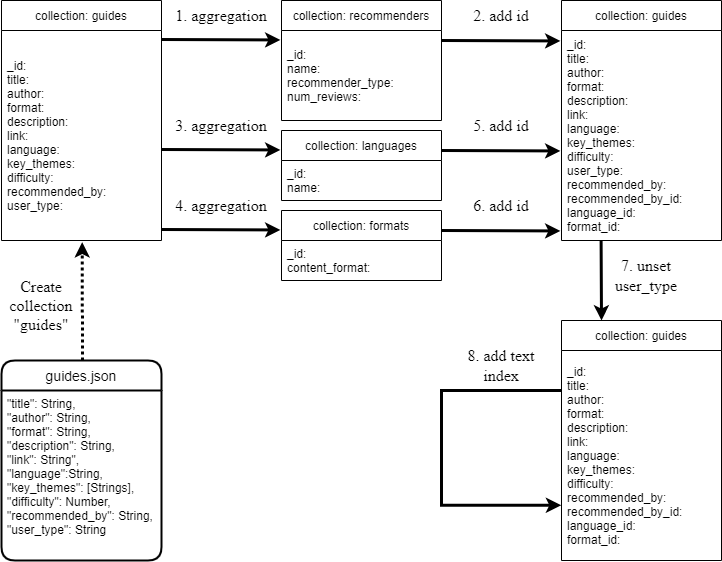 collection: guides
_id:
title:
author:
format:
description:
link:
language:
key_themes:
difficulty:
recommended_by:
user_type:
1. aggregation
collection: recommenders
_id:
name:
recommender_type:
num_reviews:
2. add id
3. aggregation
collection: languages
_id:
name:
5. add id
4. aggregation
collection: formats
_id:
content_format:
6. add id
collection: guides
_id:
title:
author:
format:
description:
link:
language:
key_themes:
difficulty:
user_type:
recommended_by:
recommended_by_id:
language_id:
format_id:
Create
collection
"guides"
guides.json
"title": String,
"author": String,
"format": String,
"description": String,
"link": String",
"language":String,
"key_themes": [Strings],
"difficulty": Number,
"recommended_by": String,
"user_type": String
7. unset
user_type
8. add text
index
collection: guides
_id:
title:
author:
format:
description:
link:
language:
key_themes:
difficulty:
recommended_by:
recommended_by_id:
language_id:
format_id: